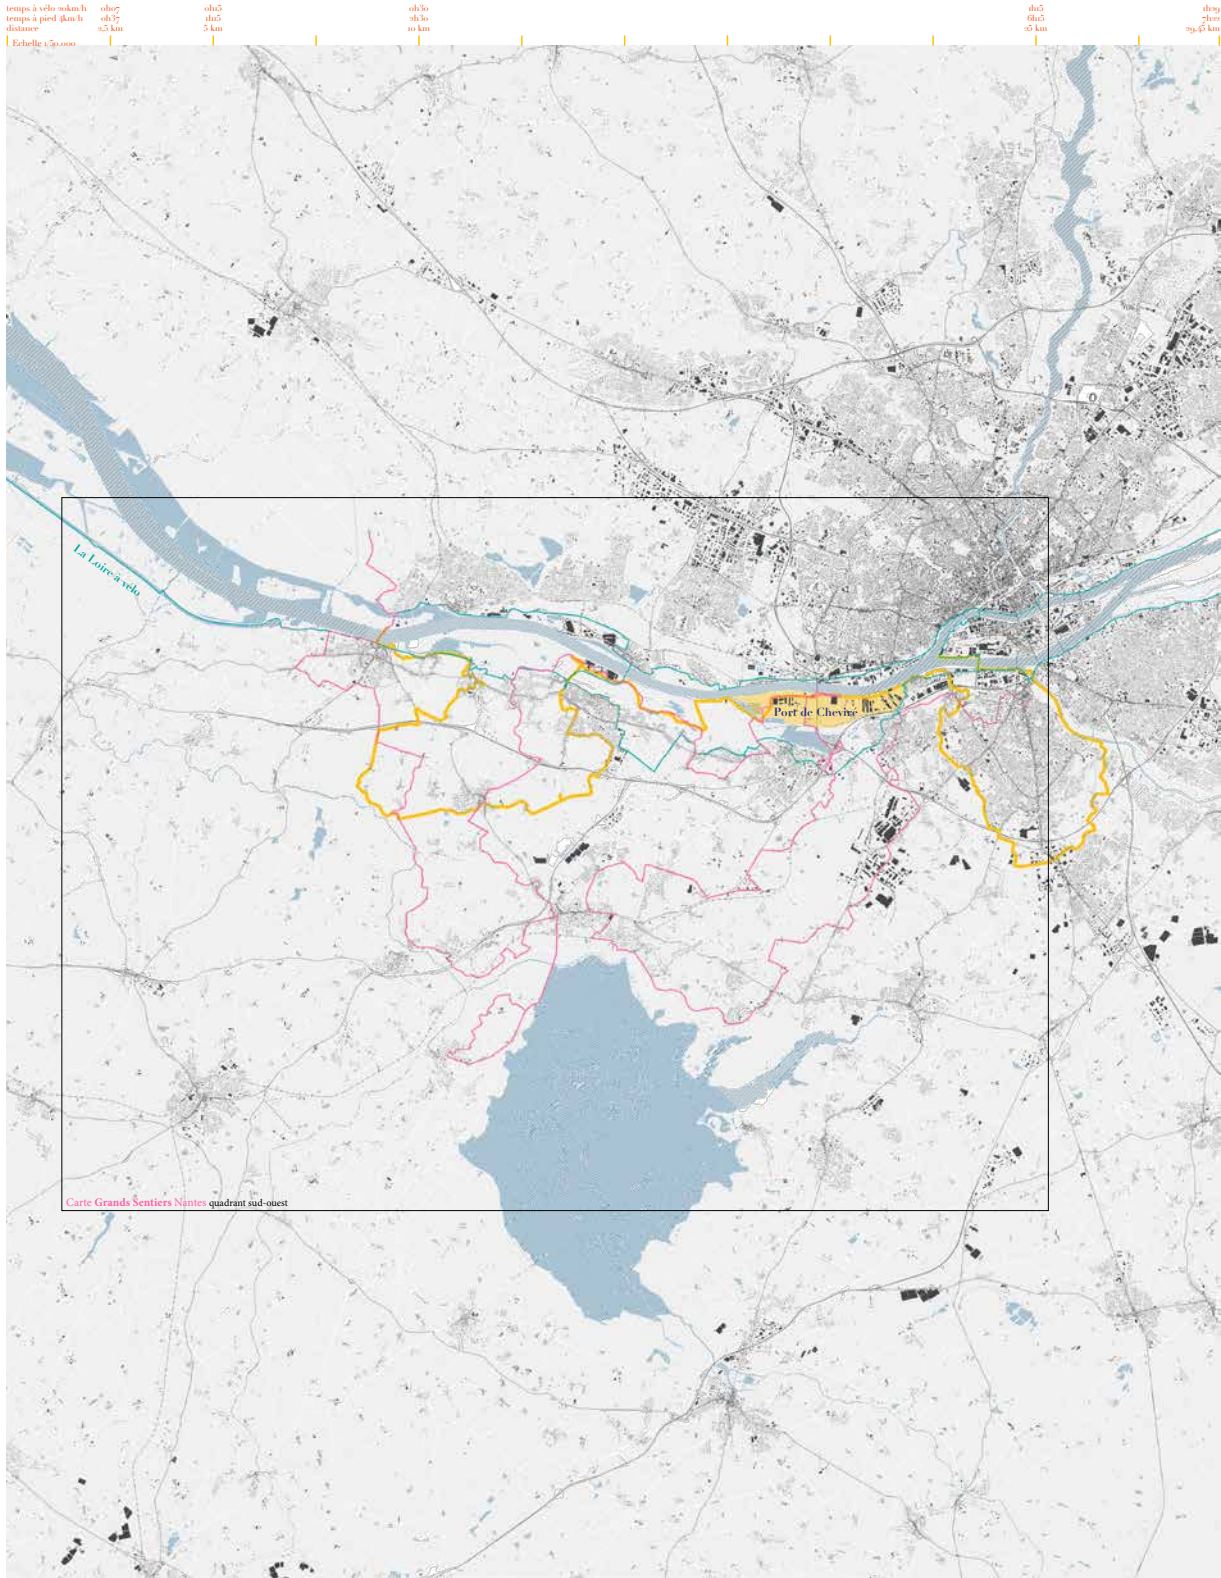 temps à vélo 20km/h 0h07 0h15 0h30 1h15 1h29
temps à pied 4km/h 0h37 1h15 2h30 6h15 7h22
distance 2,5 km 5 km 10 km 25 km 29,45 km
Echelle 1/50.000
La Loire à vélo
Port de Cheviré
Carte Grands Sentiers Nantes quadrant sud-ouest